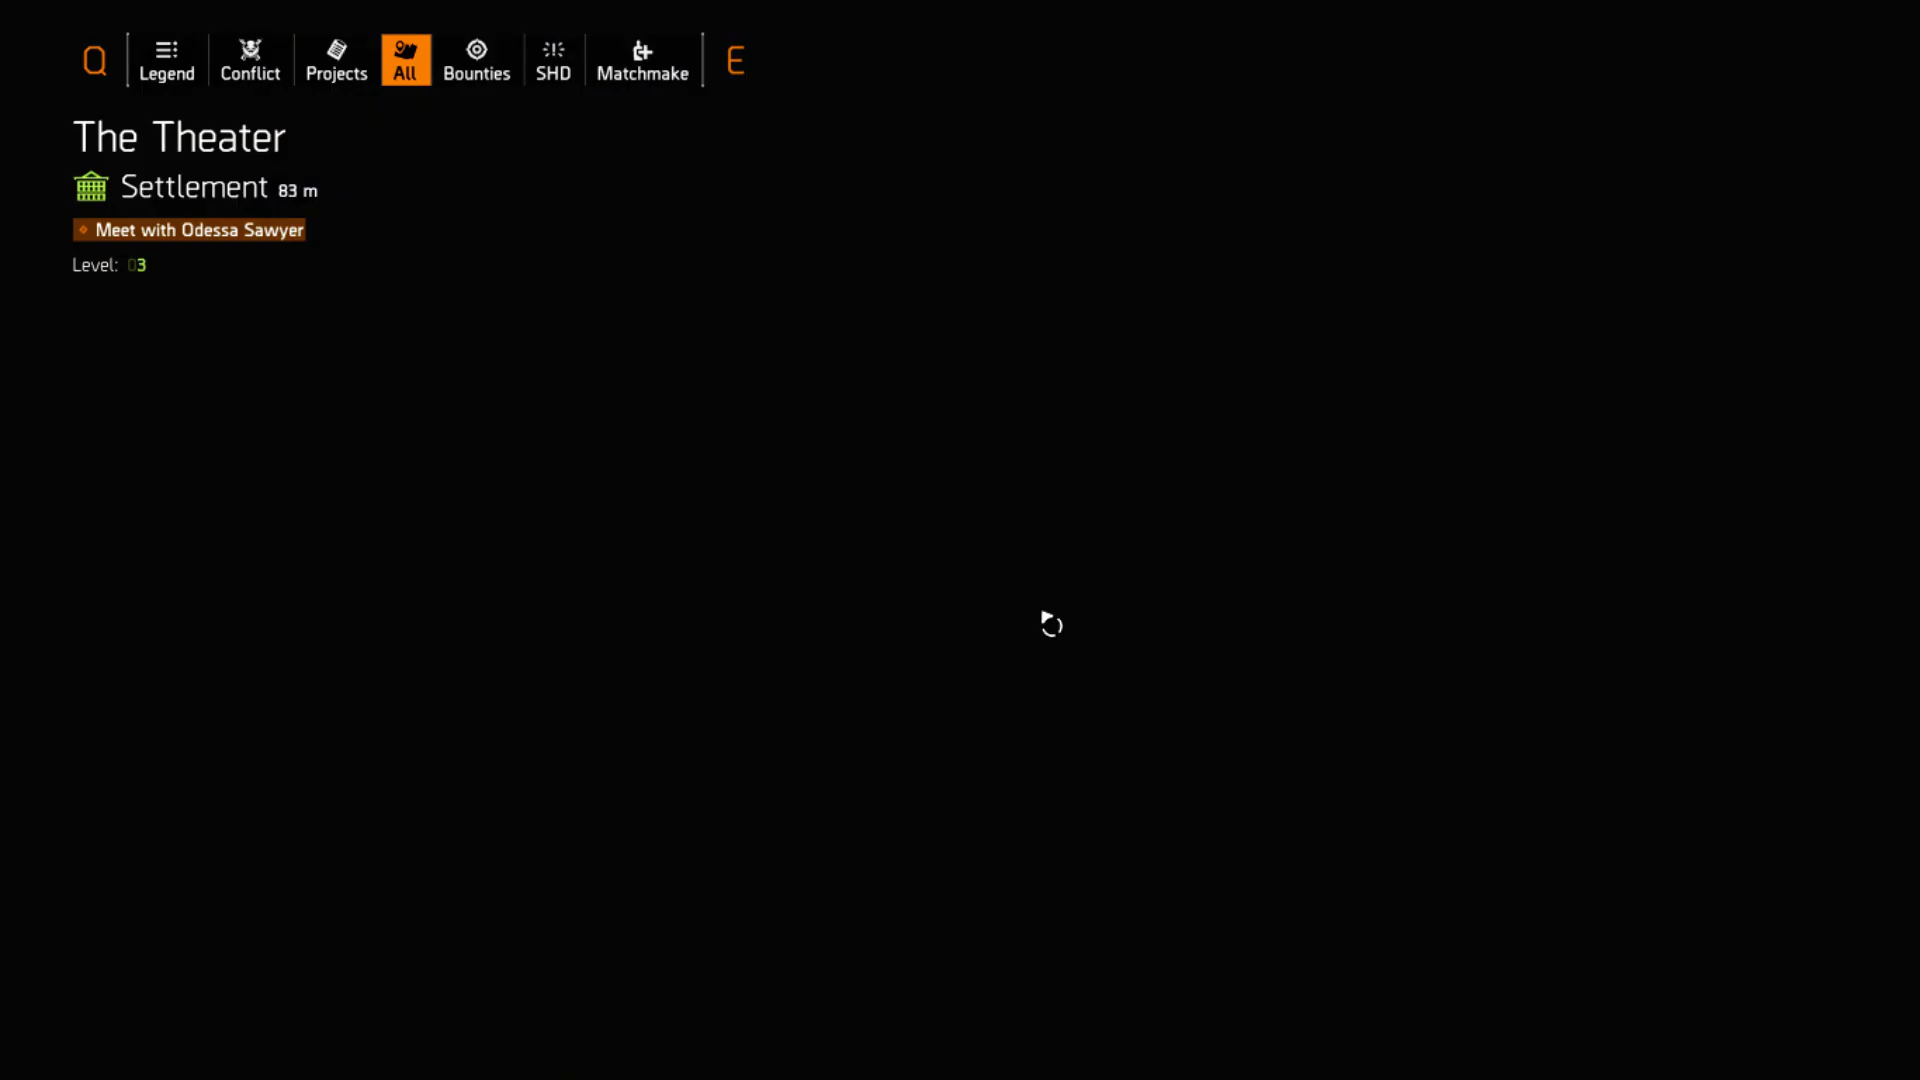 Q Legend Conflict Projects All Bounties SHD Matchmake E
The Theater
Settlement 83 m
Meet with Odessa Sawyer
Level: 03